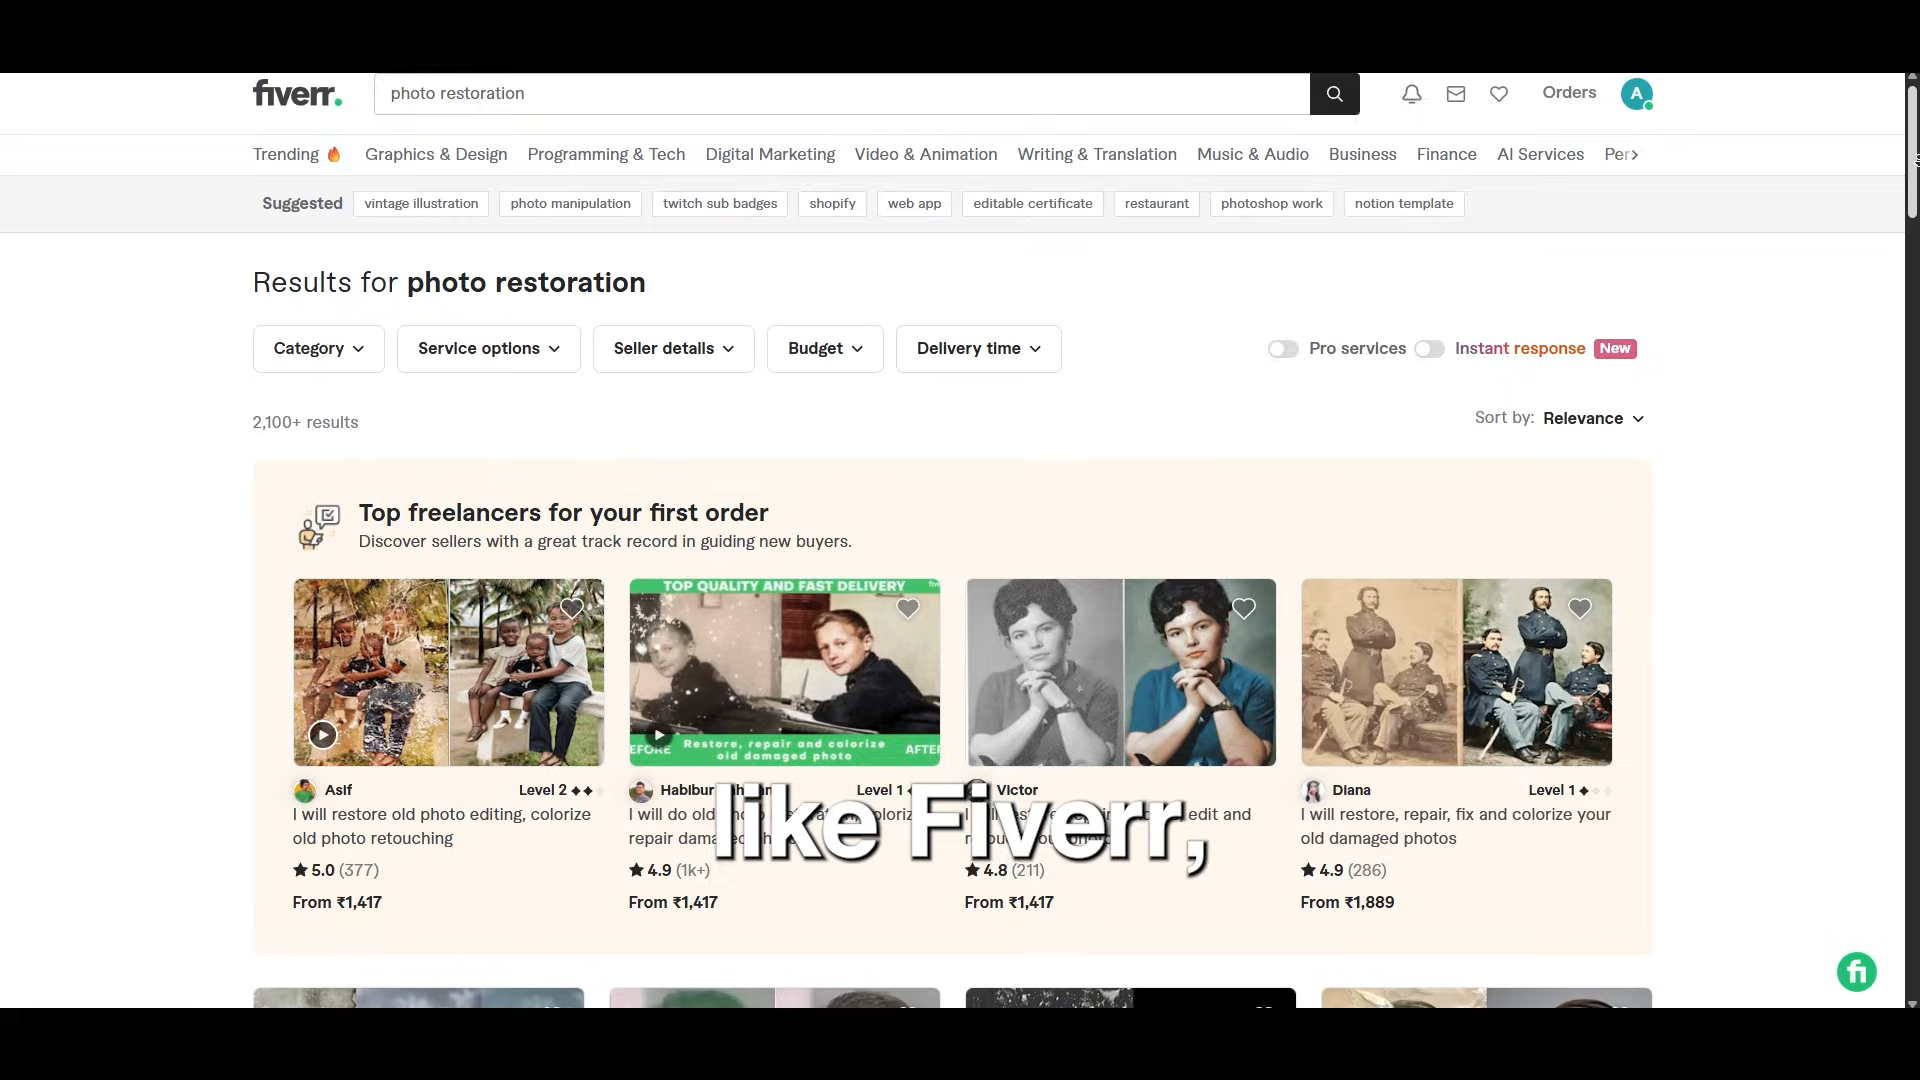 fiverr.
photo restoration
Orders
A
Trending
Graphics & Design
Programming & Tech
Digital Marketing
Video & Animation
Writing & Translation
Music & Audio
Business
Finance
AI Services
Per
Suggested
vintage illustration
photo manipulation
twitch sub badges
shopify
web app
editable certificate
restaurant
photoshop work
notion template
Results for photo restoration
Category
Service options
Seller details
Budget
Delivery time
Pro services
Instant response
New
2,100+ results
Sort by: Relevance
Top freelancers for your first order
Discover sellers with a great track record in guiding new buyers.
TOP QUALITY AND FAST DELIVERY
EFORE
Restore, repair and colorize
old damaged photo
AFTER
Asif
Level 2
I will restore old photo editing, colorize
old photo retouching
5.0 (377)
From ₹1,417
Habibur
Level 1
I will do old
repair
4.9 (1k+)
From ₹1,417
Victor
edit and
4.8 (211)
From ₹1,417
Diana
Level 1
I will restore, repair, fix and colorize your
old damaged photos
4.9 (286)
From ₹1,889
like Fiverr,
fi